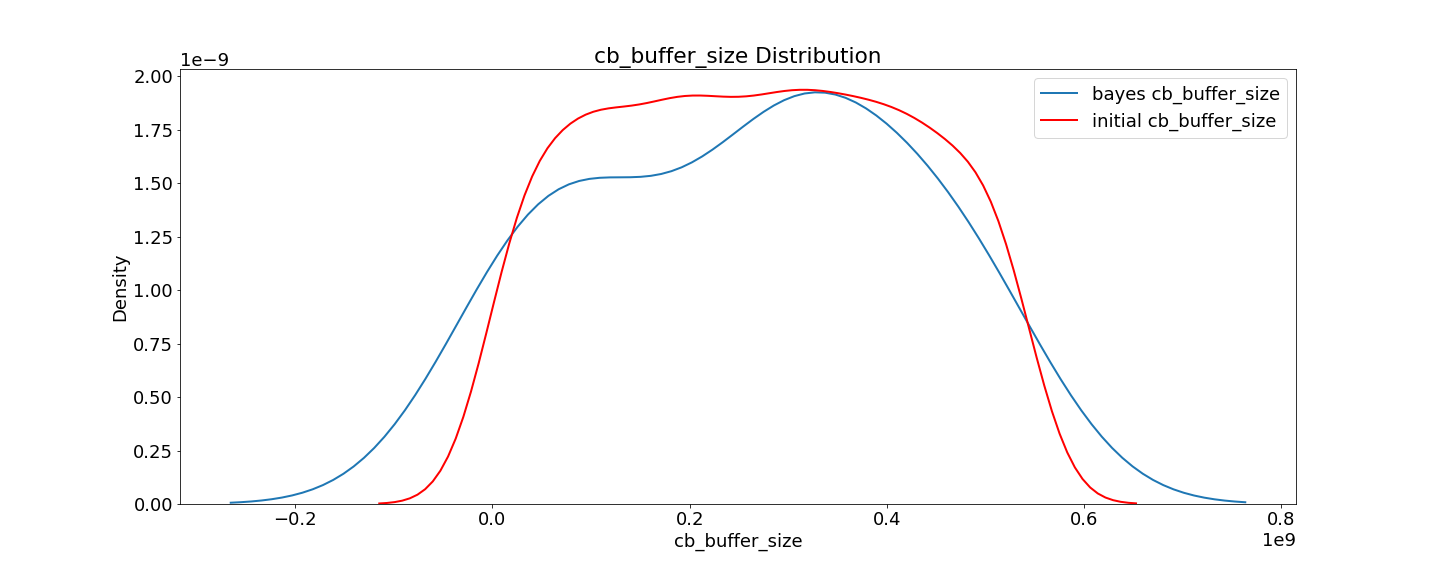 cb_buffer_size Distribution
1e−9
2.00
1.75
1.50
1.25
1.00
0.75
0.50
0.25
0.00
Density
bayes cb_buffer_size
initial cb_buffer_size
−0.2 0.0 0.2 0.4 0.6 0.8
cb_buffer_size
1e9